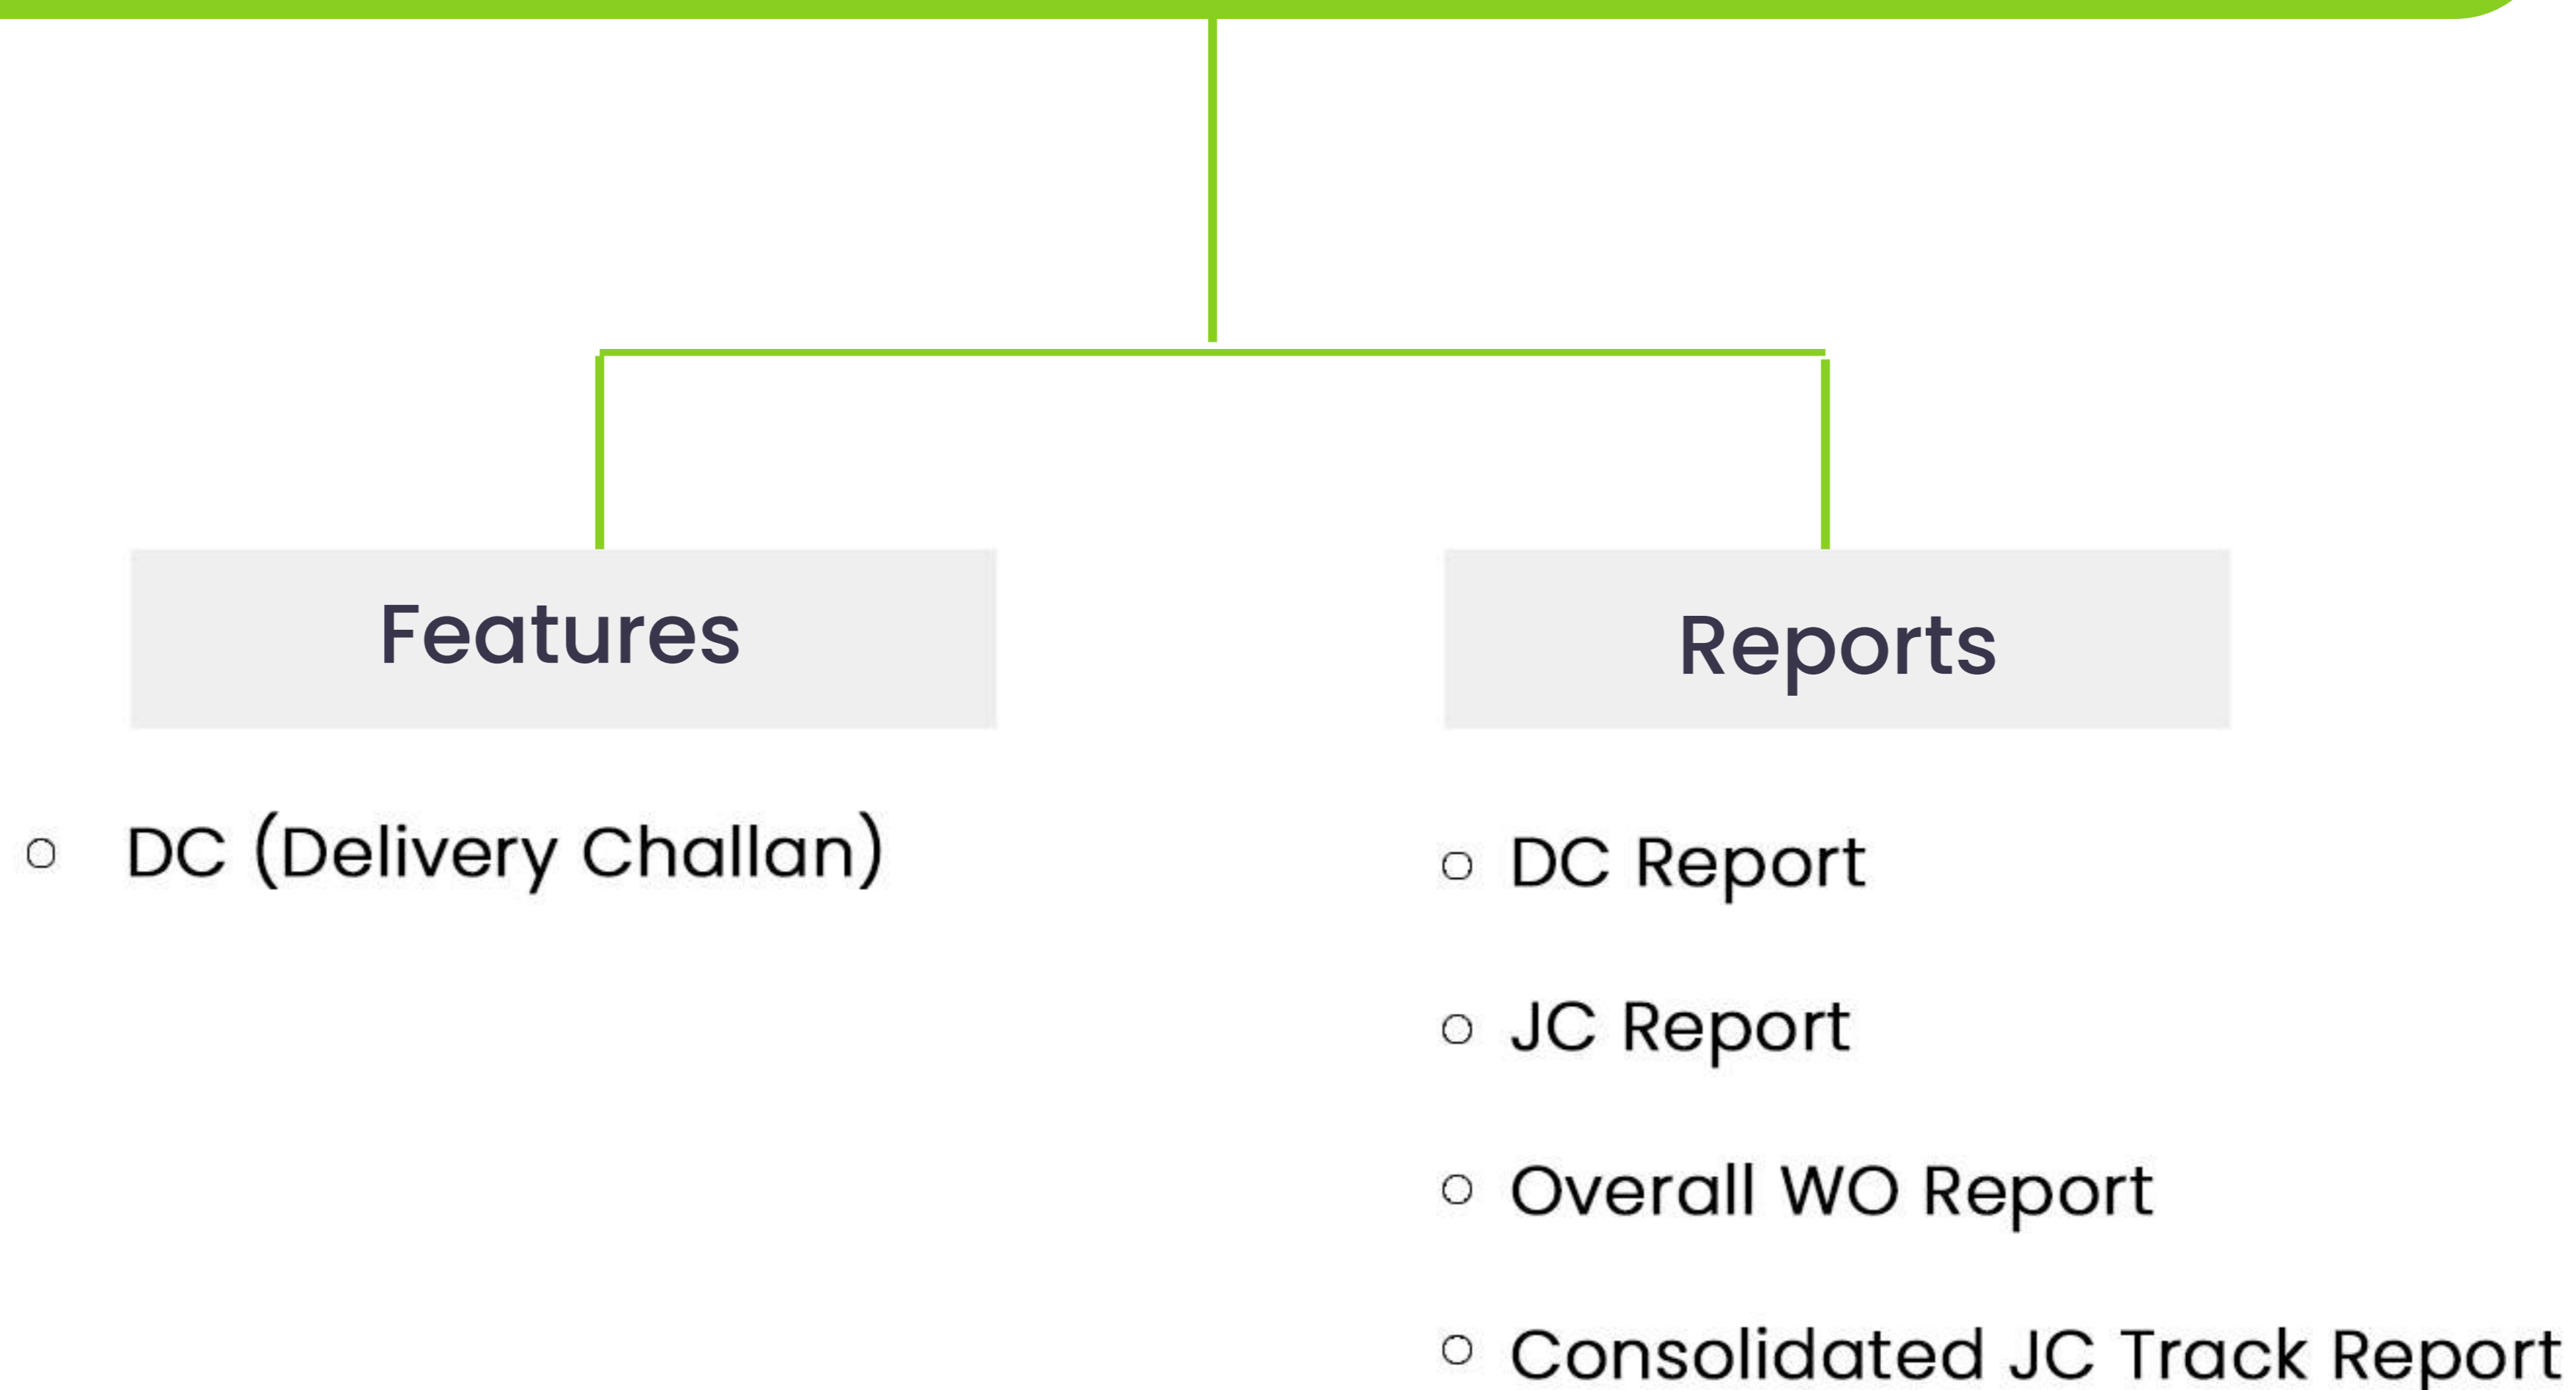 Features
DC (Delivery Challan)
Reports
DC Report
JC Report
Overall WO Report
Consolidated JC Track Report